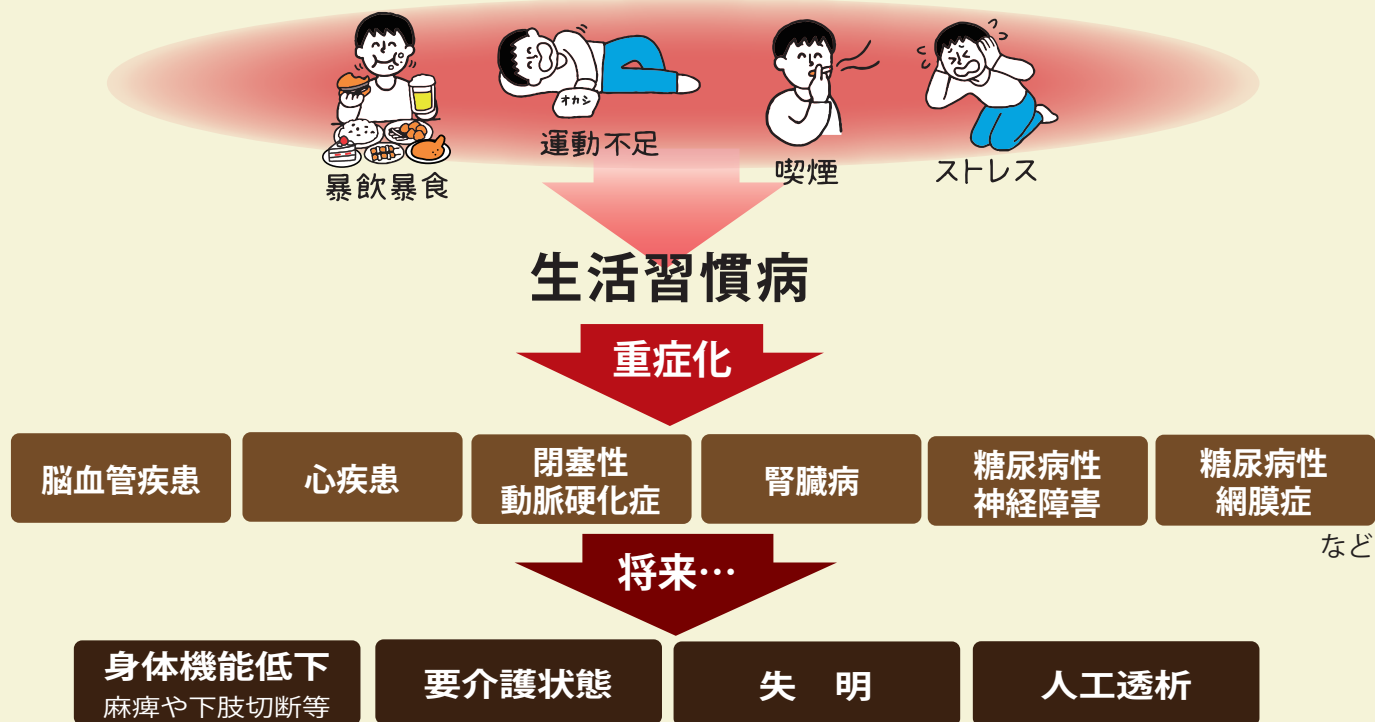 オカシ
暴飲暴食
運動不足
喫煙
ストレス
生活習慣病
重症化
脳血管疾患
心疾患
閉塞性
動脈硬化症
腎臓病
糖尿病性
神経障害
糖尿病性
網膜症
など
将来…
身体機能低下
麻痺や下肢切断等
要介護状態
失　明
人工透析